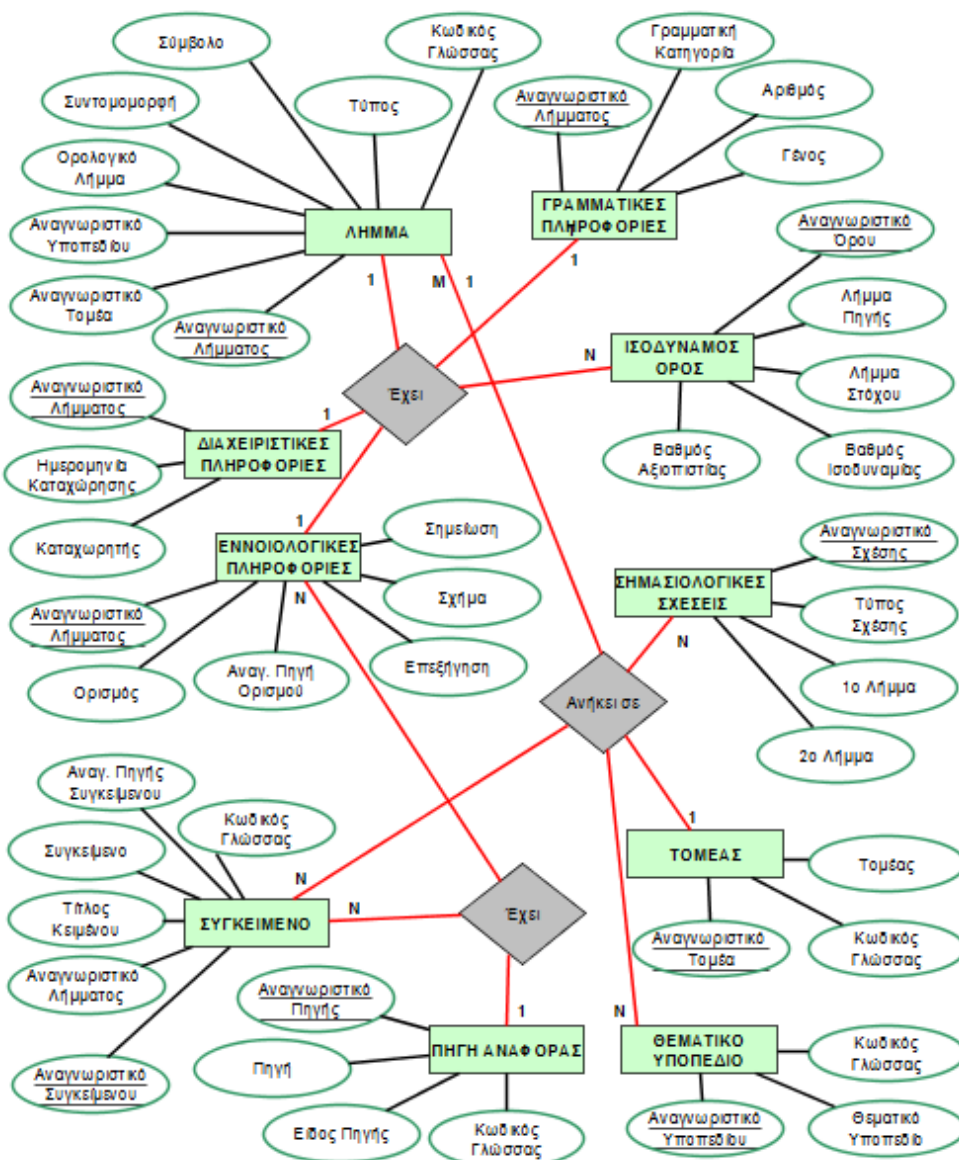 Σύμβολο
Κωδικός
Γλώσσας
Γραμματική
Κατηγορία
Συντομομορφή
Τύπος
Αναγνωριστικό
Λήμματος
Αριθμός
Ορολογικό
Λήμμα
Γένος
Αναγνωριστικό
Υποπεδίου
ΛΗΜΜΑ
ΓΡΑΜΜΑΤΙΚΕΣ
ΠΛΗΡΟΦΟΡΙΕΣ
Αναγνωριστικό
Όρου
Αναγνωριστικό
Τομέα
1
Μ
1
1
1
Αναγνωριστικό
Λήμματος
Λήμμα
Πηγής
Ν
ΙΣΟΔΥΝΑΜΟΣ
ΟΡΟΣ
Έχει
Λήμμα
Στόχου
Αναγνωριστικό
Λήμματος
1
ΔΙΑΧΕΙΡΙΣΤΙΚΕΣ
ΠΛΗΡΟΦΟΡΙΕΣ
Βαθμός
Αξιοπιστίας
Βαθμός
Ισοδυναμίας
Ημερομηνία
Καταχώρησης
Καταχωρητής
1
Σημείωση
Αναγνωριστικό
Σχέσης
ΕΝΝΟΙΟΛΟΓΙΚΕΣ
ΠΛΗΡΟΦΟΡΙΕΣ
Ν
Σχήμα
ΣΗΜΑΣΙΟΛΟΓΙΚΕΣ
ΣΧΕΣΕΙΣ
Τύπος
Σχέσης
Αναγνωριστικό
Λήμματος
Ν
Επεξήγηση
Αναγ. Πηγή
Ορισμού
Ορισμός
1ο Λήμμα
Ανήκει σε
2ο Λήμμα
Αναγ. Πηγής
Συγκείμενου
Κωδικός
Γλώσσας
1
Συγκείμενο
ΤΟΜΕΑΣ
Τομέας
Ν
Τίτλος
Κειμένου
ΣΥΓΚΕΙΜΕΝΟ
Ν
Έχει
Αναγνωριστικό
Τομέα
Κωδικός
Γλώσσας
Αναγνωριστικό
Λήμματος
Αναγνωριστικό
Πηγής
1
Ν
ΠΗΓΗ ΑΝΑΦΟΡΑΣ
ΘΕΜΑΤΙΚΟ
ΥΠΟΠΕΔΙΟ
Κωδικός
Γλώσσας
Πηγή
Αναγνωριστικό
Συγκείμενου
Είδος Πηγής
Κωδικός
Γλώσσας
Αναγνωριστικό
Υποπεδίου
Θεματικό
Υποπεδίο